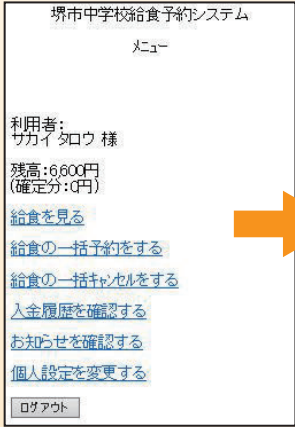 堺市中学校給食予約システム
メニュー
利用者:
サカイ タロウ 様
残高:6,600円
(確定分:0円)
給食を見る
給食の一括予約をする
給食の一括キャンセルをする
入金履歴を確認する
お知らせを確認する
個人設定を変更する
ログアウト